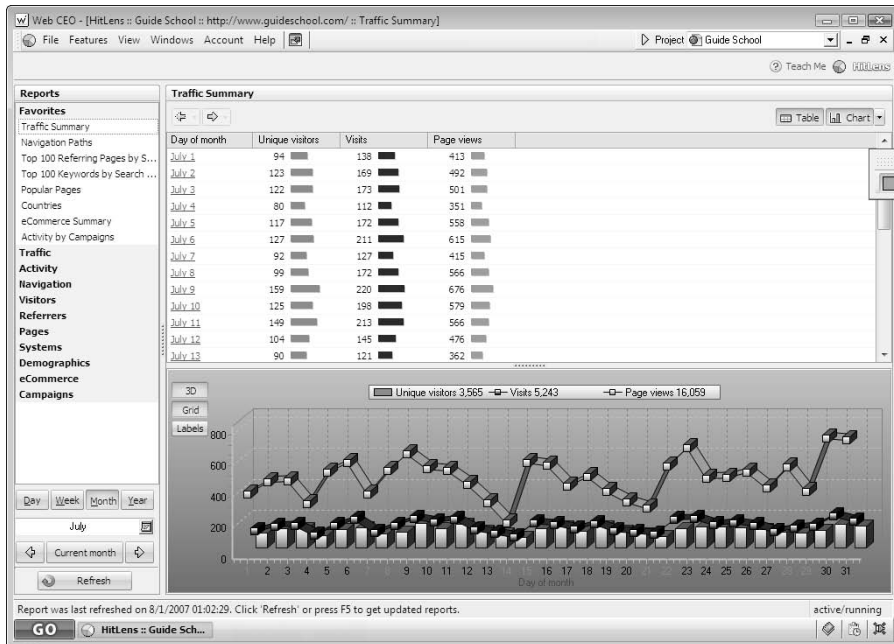 Web CEO - [HitLens :: Guide School :: http://www.guideschool.com/ :: Traffic Summary]
File Features View Windows Account Help Project Guide School
Teach Me HitLens
Reports
Favorites
Traffic Summary
Navigation Paths
Top 100 Referring Pages by S...
Top 100 Keywords by Search ...
Popular Pages
Countries
eCommerce Summary
Activity by Campaigns
Traffic
Activity
Navigation
Visitors
Referrers
Pages
Systems
Demographics
eCommerce
Campaigns
Day Week Month Year
July
Current month
Refresh
Traffic Summary
Table Chart
Day of month Unique visitors Visits Page views
July 1 94 138 413
July 2 123 169 492
July 3 122 173 501
July 4 80 112 351
July 5 117 172 558
July 6 127 211 615
July 7 92 127 415
July 8 99 172 566
July 9 159 220 676
July 10 125 198 579
July 11 149 213 566
July 12 104 145 476
July 13 90 121 362
3D
Grid
Labels
Unique visitors 3,565 Visits 5,243 Page views 16,059
800
600
400
200
0
1 2 3 4 5 6 7 8 9 10 11 12 13 14 15 16 17 18 19 20 21 22 23 24 25 26 27 28 29 30 31
Day of month
Report was last refreshed on 8/1/2007 01:02:29. Click 'Refresh' or press F5 to get updated reports. active/running
GO HitLens :: Guide Sch...